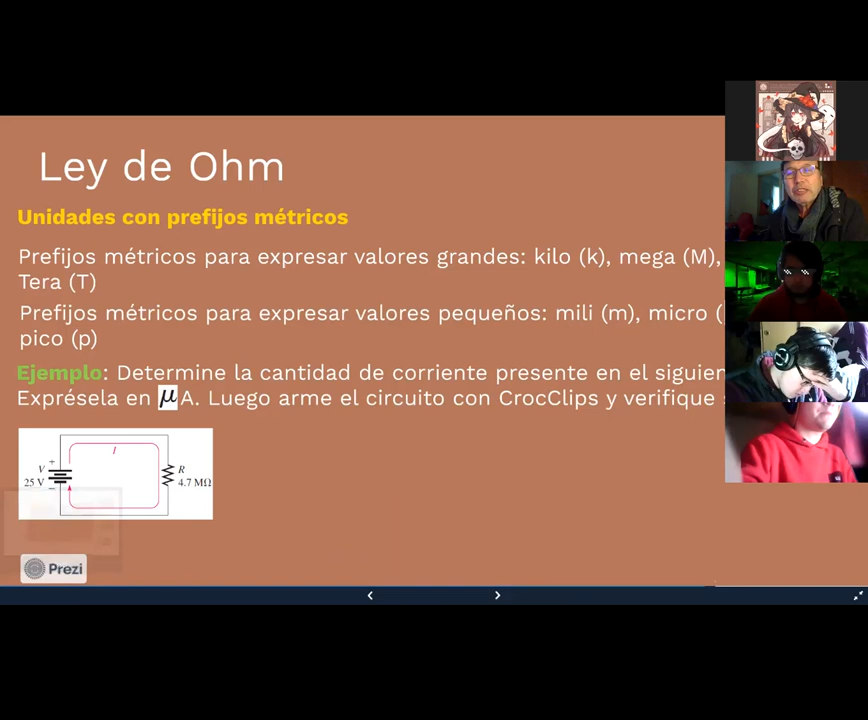 Ley de Ohm
Unidades con prefijos métricos
Prefijos métricos para expresar valores grandes: kilo (k), mega (M),
Tera (T)
Prefijos métricos para expresar valores pequeños: mili (m), micro (
pico (p)
Ejemplo: Determine la cantidad de corriente presente en el siguien
Exprésela en μA. Luego arme el circuito con CrocClips y verifique s
I
+
V
25 V
−
R
4.7 MΩ
Prezi